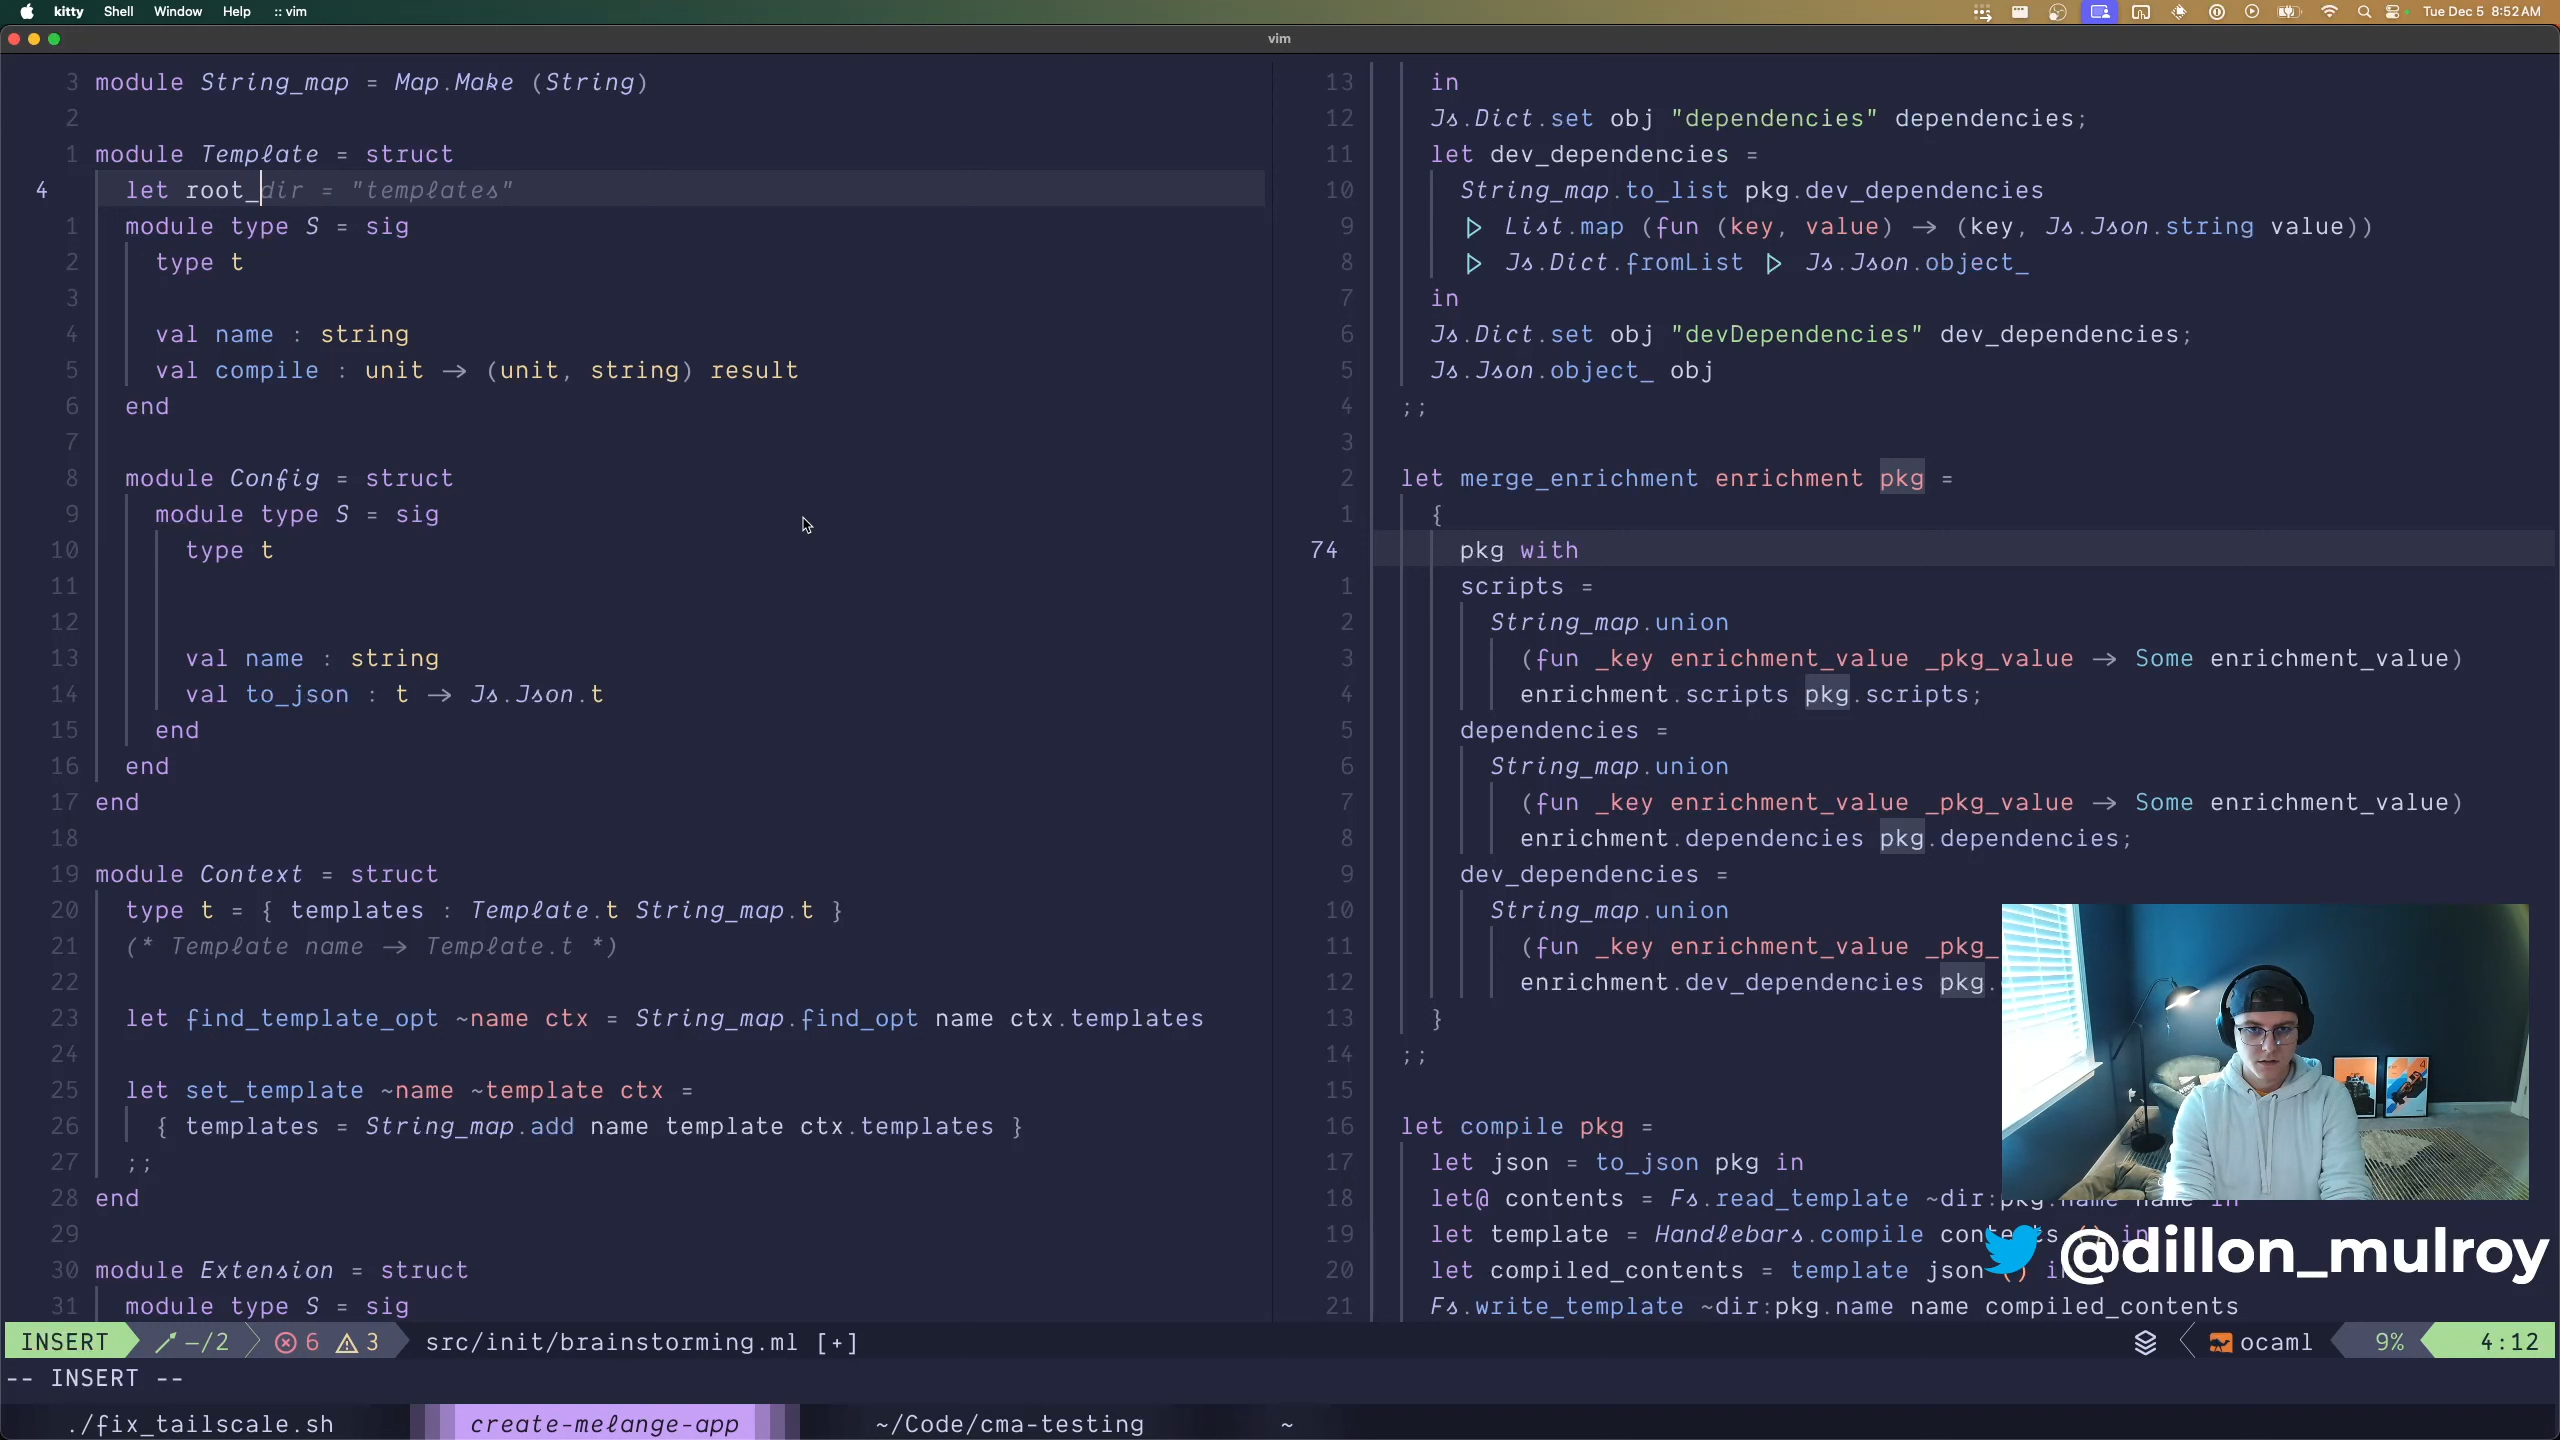 kitty Shell Window Help :: vim Tue Dec 5 8:52 AM
vim
3 module String_map = Map.Make (String)
2
1 module Template = struct
4 let root_dir = "templates"
1 module type S = sig
2 type t
3
4 val name : string
5 val compile : unit → (unit, string) result
6 end
7
8 module Config = struct
9 module type S = sig
10 type t
11
12
13 val name : string
14 val to_json : t → Js.Json.t
15 end
16 end
17 end
18
19 module Context = struct
20 type t = { templates : Template.t String_map.t }
21 (* Template name → Template.t *)
22
23 let find_template_opt ~name ctx = String_map.find_opt name ctx.templates
24
25 let set_template ~name ~template ctx =
26 { templates = String_map.add name template ctx.templates }
27 ;;
28 end
29
30 module Extension = struct
31 module type S = sig
13 in
12 Js.Dict.set obj "dependencies" dependencies;
11 let dev_dependencies =
10 String_map.to_list pkg.dev_dependencies
9 ▷ List.map (fun (key, value) → (key, Js.Json.string value))
8 ▷ Js.Dict.fromList ▷ Js.Json.object_
7 in
6 Js.Dict.set obj "devDependencies" dev_dependencies;
5 Js.Json.object_ obj
4 ;;
3
2 let merge_enrichment enrichment pkg =
1 {
74 pkg with
1 scripts =
2 String_map.union
3 (fun _key enrichment_value _pkg_value → Some enrichment_value)
4 enrichment.scripts pkg.scripts;
5 dependencies =
6 String_map.union
7 (fun _key enrichment_value _pkg_value → Some enrichment_value)
8 enrichment.dependencies pkg.dependencies;
9 dev_dependencies =
10 String_map.union
11 (fun _key enrichment_value _pkg_
12 enrichment.dev_dependencies pkg.
13 }
14 ;;
15
16 let compile pkg =
17 let json = to_json pkg in
18 let@ contents = Fs.read_template ~dir:pkg.name name in
19 let template = Handlebars.compile contents () in
20 let compiled_contents = template json () in
21 Fs.write_template ~dir:pkg.name name compiled_contents
@dillon_mulroy
INSERT -/2 6 3 src/init/brainstorming.ml [+] ocaml 9% 4:12
-- INSERT --
./fix_tailscale.sh create-melange-app ~/Code/cma-testing ~